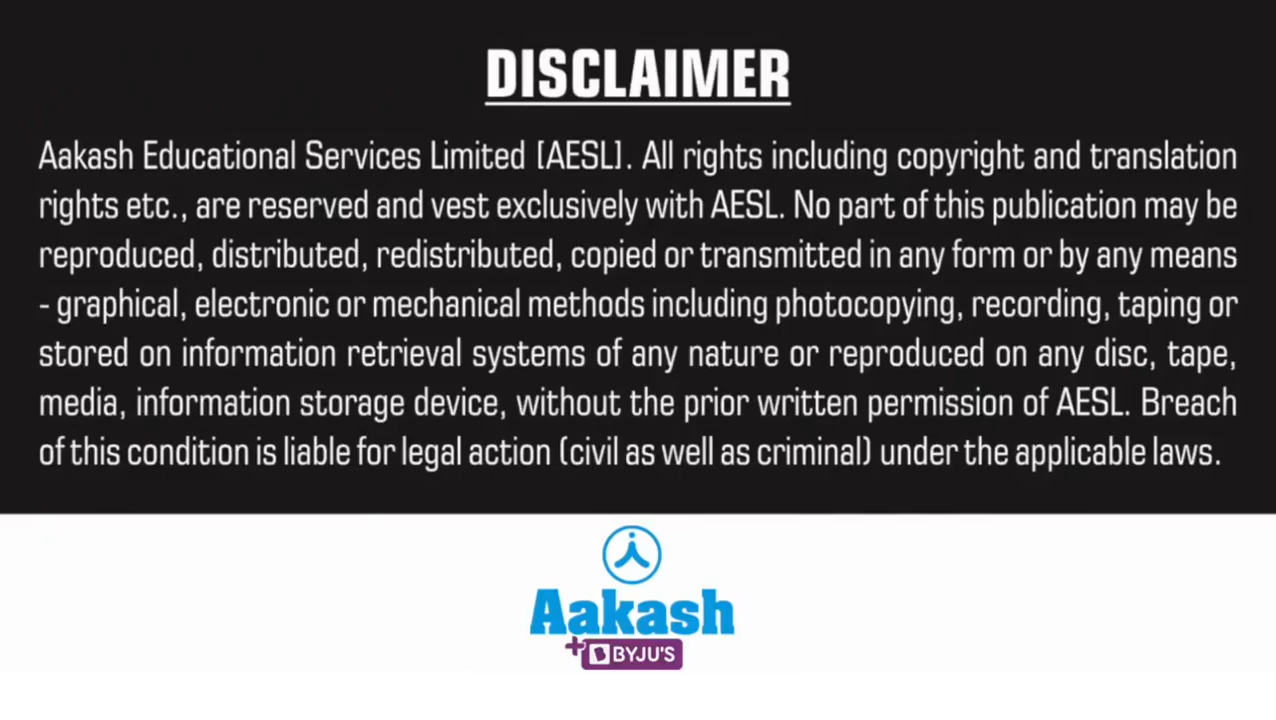 DISCLAIMER
Aakash Educational Services Limited [AESL]. All rights including copyright and translation
rights etc., are reserved and vest exclusively with AESL. No part of this publication may be
reproduced, distributed, redistributed, copied or transmitted in any form or by any means
- graphical, electronic or mechanical methods including photocopying, recording, taping or
stored on information retrieval systems of any nature or reproduced on any disc, tape,
media, information storage device, without the prior written permission of AESL. Breach
of this condition is liable for legal action (civil as well as criminal) under the applicable laws.
Aakash
+ BYJU'S